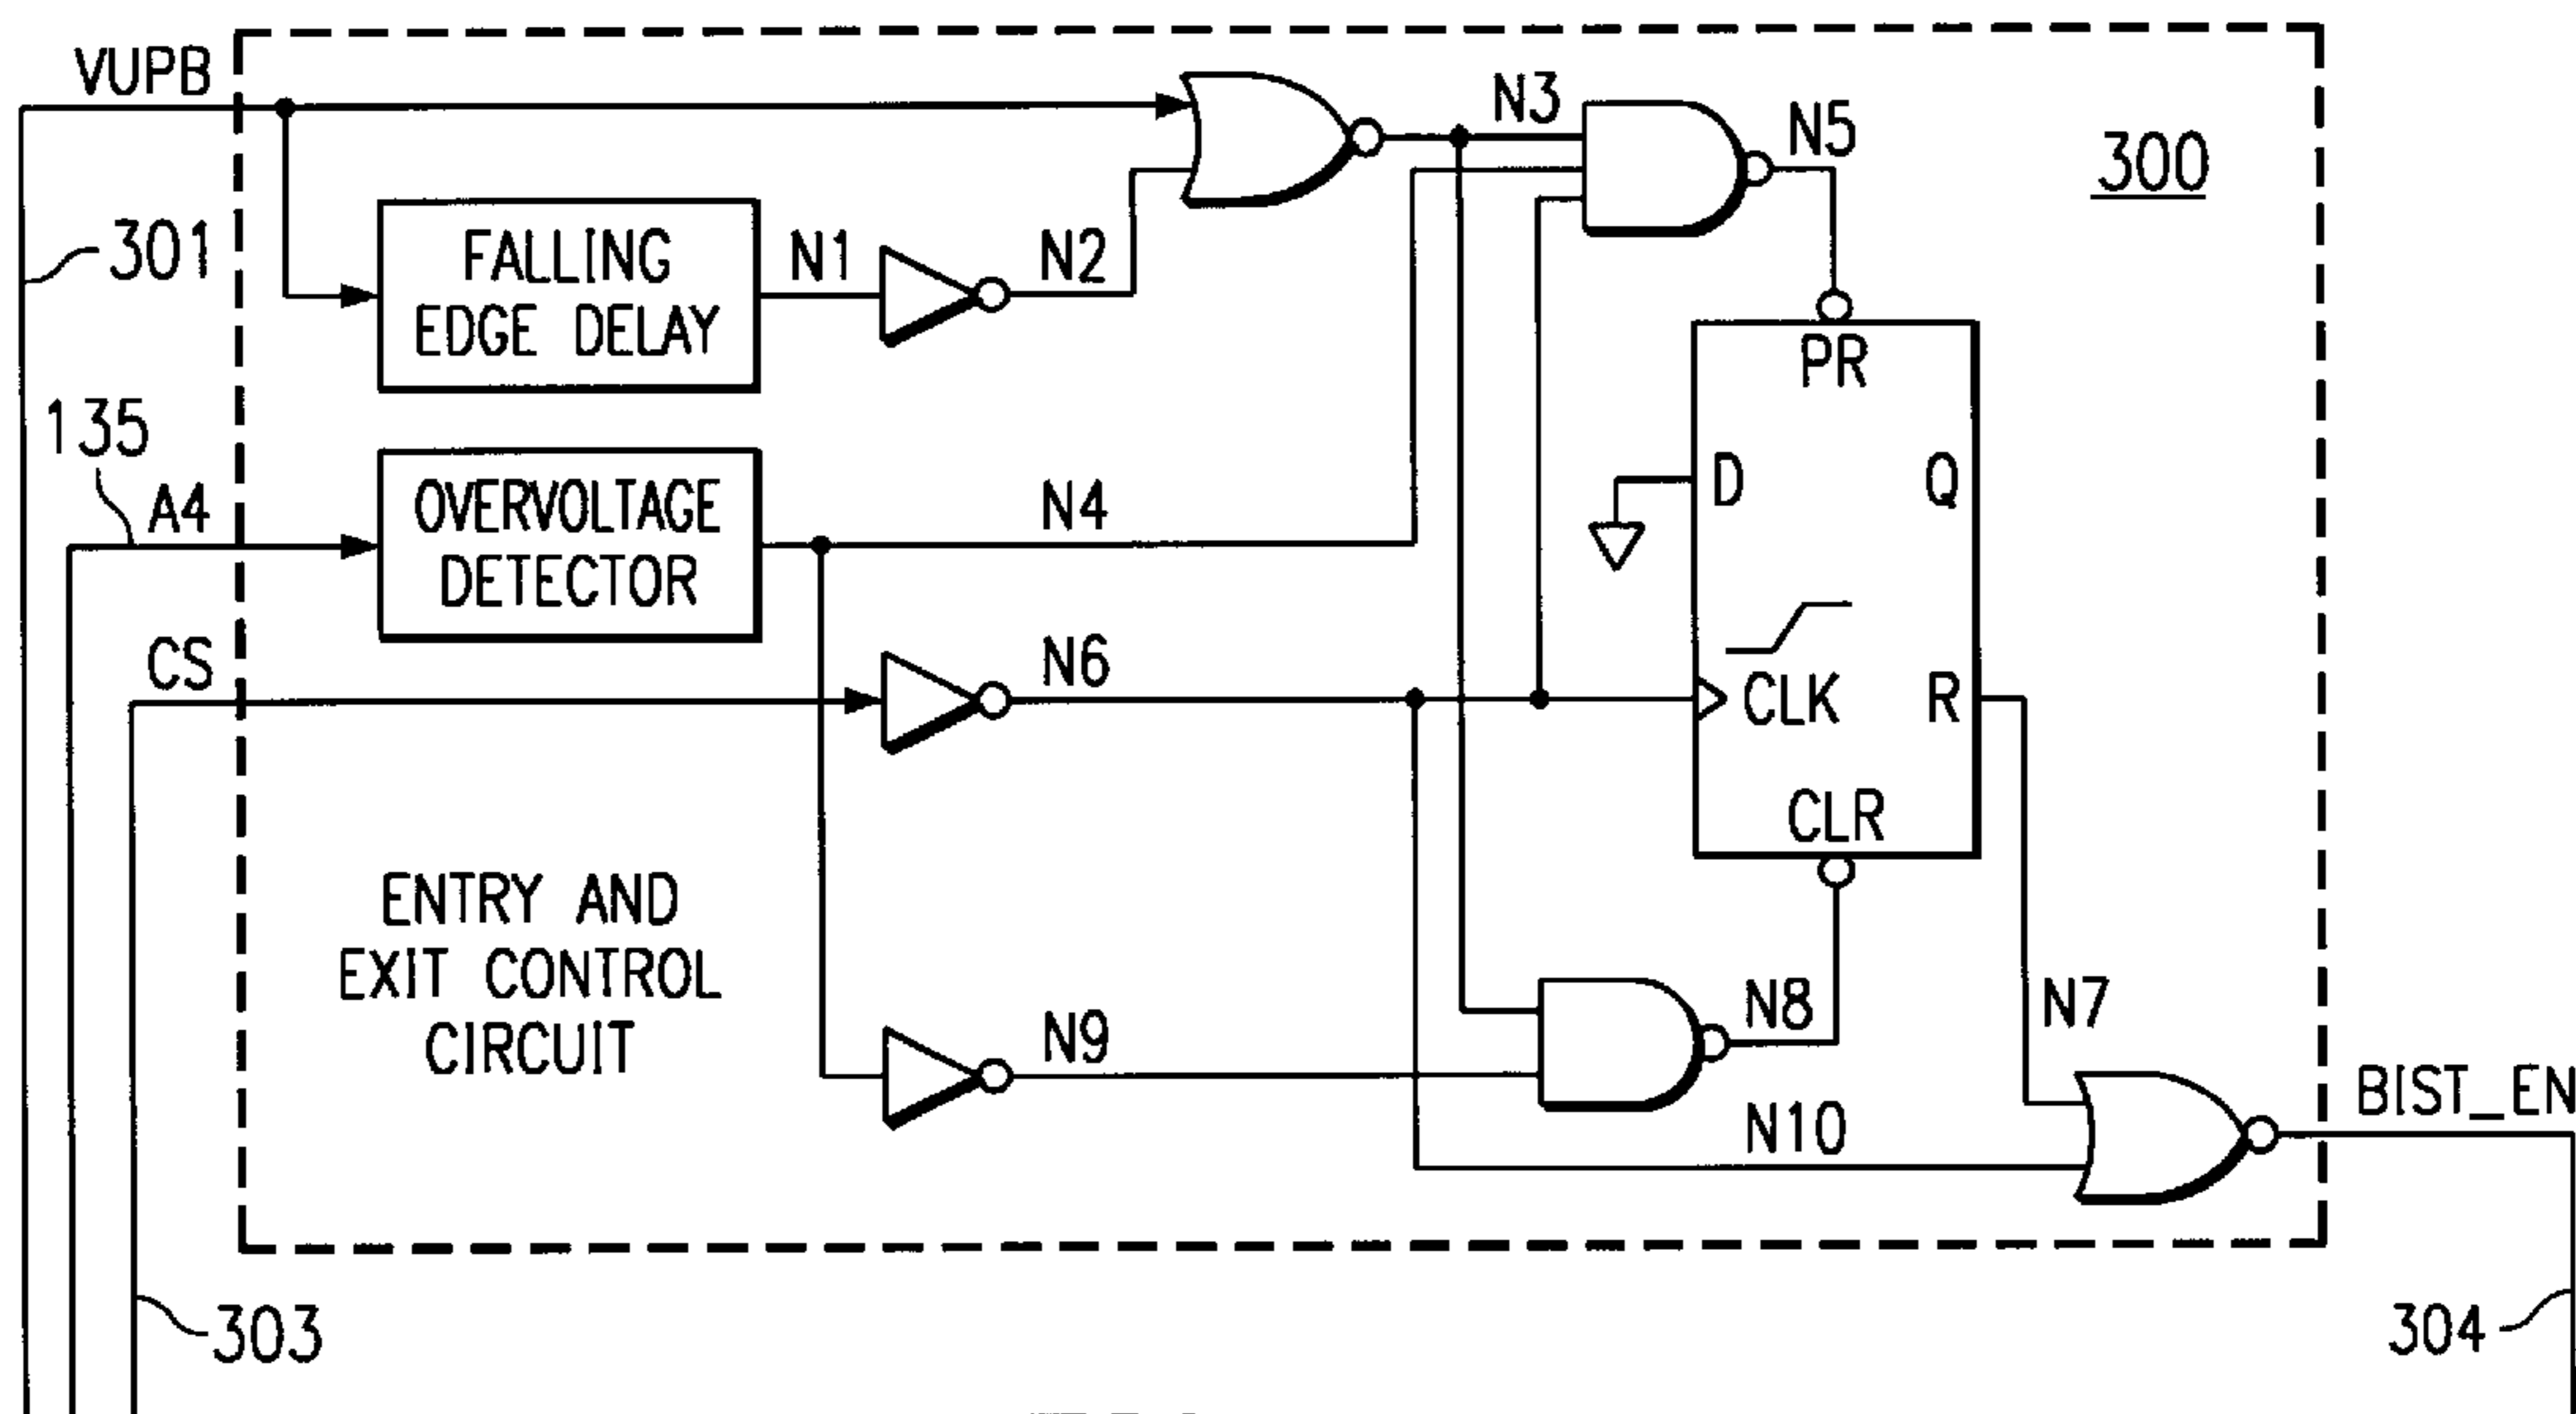 VUPB
N3
N5
300
301
FALLING
EDGE DELAY
N1
N2
PR
135
A4
OVERVOLTAGE
DETECTOR
N4
D
Q
CS
N6
CLK
R
CLR
ENTRY AND
EXIT CONTROL
CIRCUIT
N9
N8
N7
N10
BIST_EN
303
304